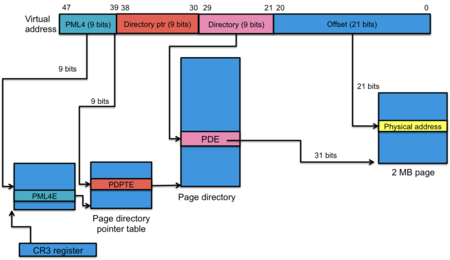 47 39 38 30 29 21 20 0
Virtual
address
PML4 (9 bits) Directory ptr (9 bits) Directory (9 bits) Offset (21 bits)
9 bits
9 bits
21 bits
PDE
Physical address
31 bits
2 MB page
PDPTE
PML4E
Page directory
Page directory
pointer table
CR3 register